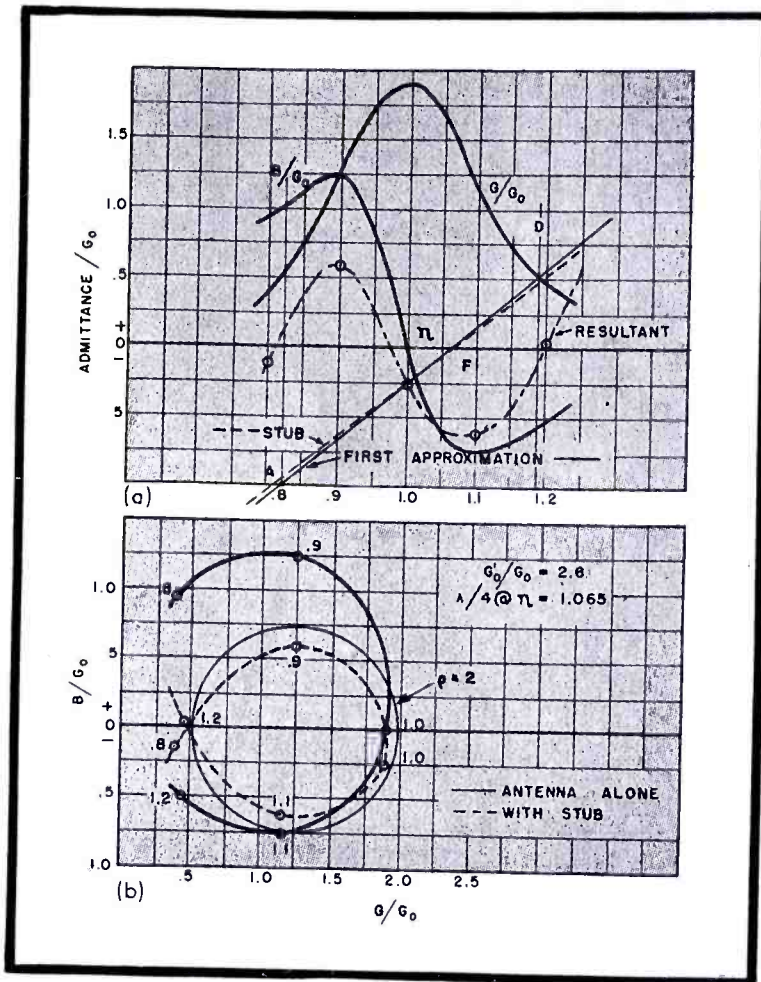 1.5
B/G₀
G/G₀
1.0
D
ADMITTANCE / G₀
.5
η
RESULTANT
+
0
−
F
.5
--- STUB
A
FIRST APPROXIMATION
(a)
.8
.9
1.0
1.1
1.2
.9
G'₀/G₀ = 2.6
1.0
.8
λ/4 @ η = 1.065
B/G₀
.5
.9
ρ = 2
+
0
−
1.2
1.0
.8
1.0
ANTENNA ALONE
.5
1.2
1.1
WITH STUB
1.0
1.1
(b)
.5
1.0
1.5
2.0
2.5
G/G₀